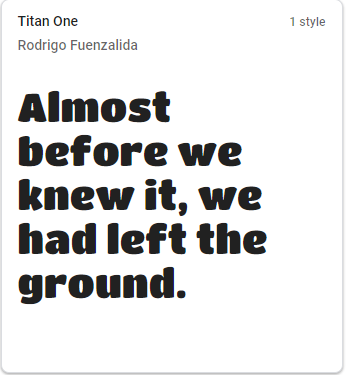 Titan One
1 style
Rodrigo Fuenzalida
Almost
before we
knew it, we
had left the
ground.